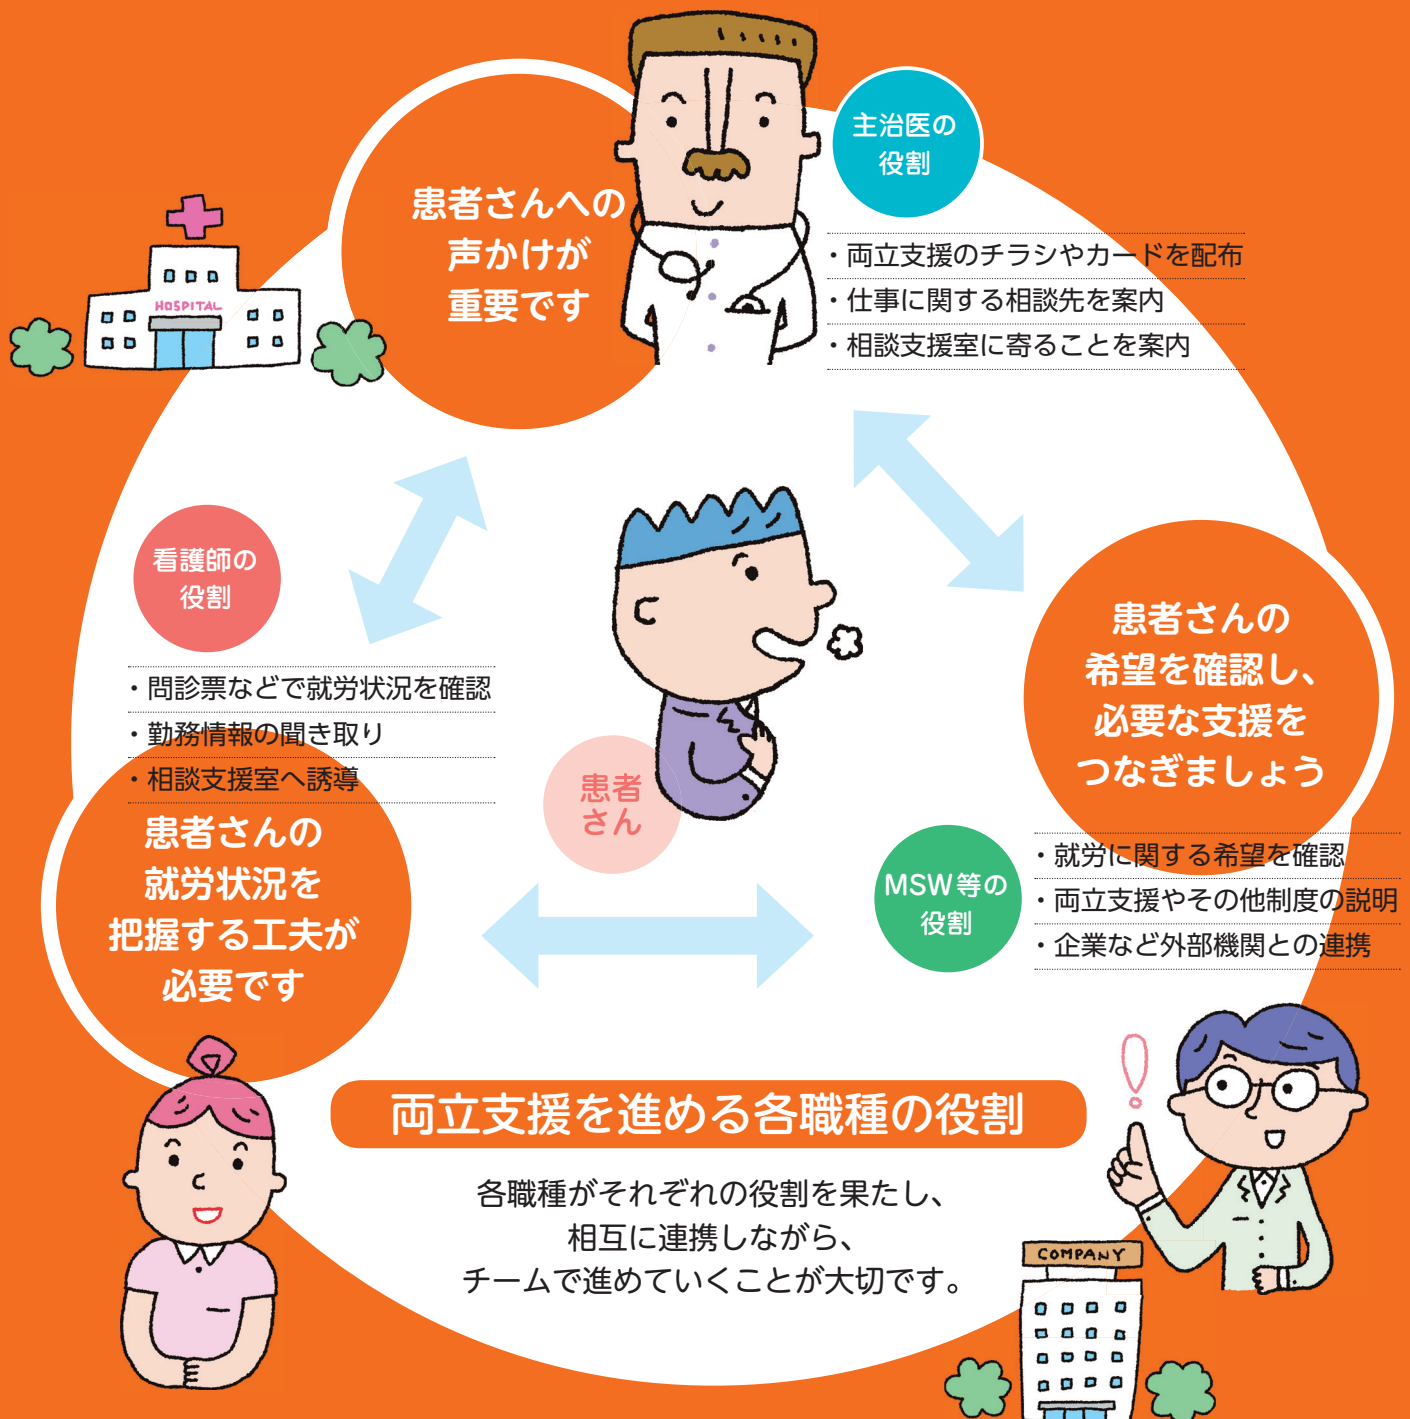 患者さんへの
声かけが
重要です
主治医の
役割
・両立支援のチラシやカードを配布
・仕事に関する相談先を案内
・相談支援室に寄ることを案内
HOSPITAL
看護師の
役割
・問診票などで就労状況を確認
・勤務情報の聞き取り
・相談支援室へ誘導
患者さんの
就労状況を
把握する工夫が
必要です
患者
さん
患者さんの
希望を確認し、
必要な支援を
つなぎましょう
MSW等の
役割
・就労に関する希望を確認
・両立支援やその他制度の説明
・企業など外部機関との連携
両立支援を進める各職種の役割
各職種がそれぞれの役割を果たし、
相互に連携しながら、
チームで進めていくことが大切です。
COMPANY